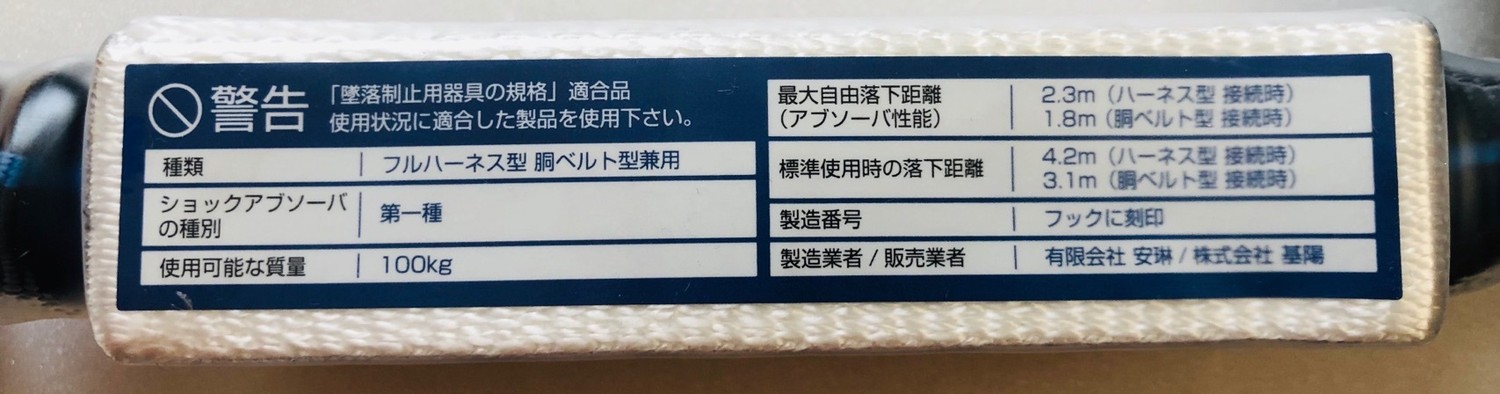 警告
「墜落制止用器具の規格」適合品
使用状況に適合した製品を使用下さい。
種類 フルハーネス型 胴ベルト型兼用
ショックアブソーバ
の種別 第一種
使用可能な質量 100kg
最大自由落下距離 2.3m（ハーネス型 接続時）
（アブソーバ性能） 1.8m（胴ベルト型 接続時）
標準使用時の落下距離 4.2m（ハーネス型 接続時）
3.1m（胴ベルト型 接続時）
製造番号 フックに刻印
製造業者 / 販売業者 有限会社 安琳 / 株式会社 基陽